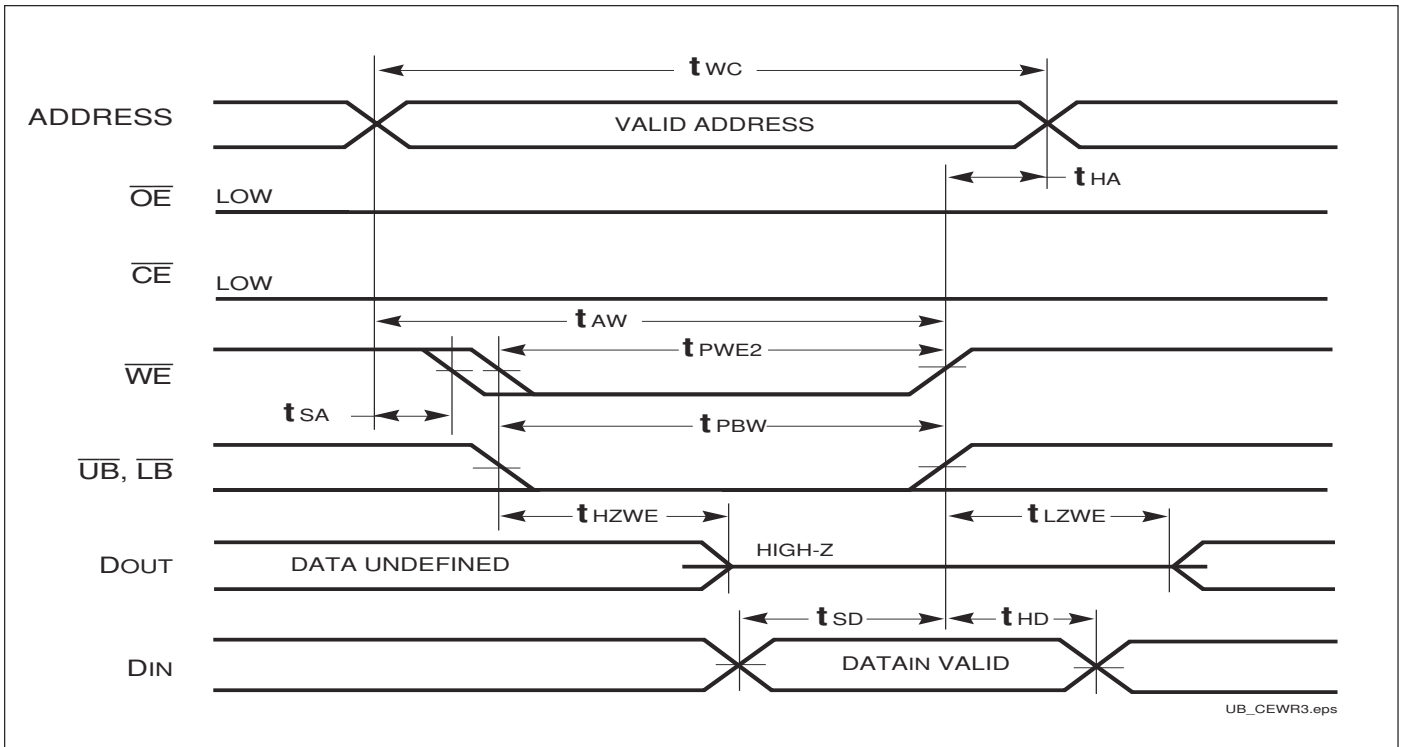 t WC
ADDRESS VALID ADDRESS
t HA
OE LOW
CE LOW
t AW
t PWE2
WE
t SA
t PBW
UB, LB
t HZWE t LZWE
DOUT DATA UNDEFINED HIGH-Z
t SD t HD
DIN DATAIN VALID
UB_CEWR3.eps